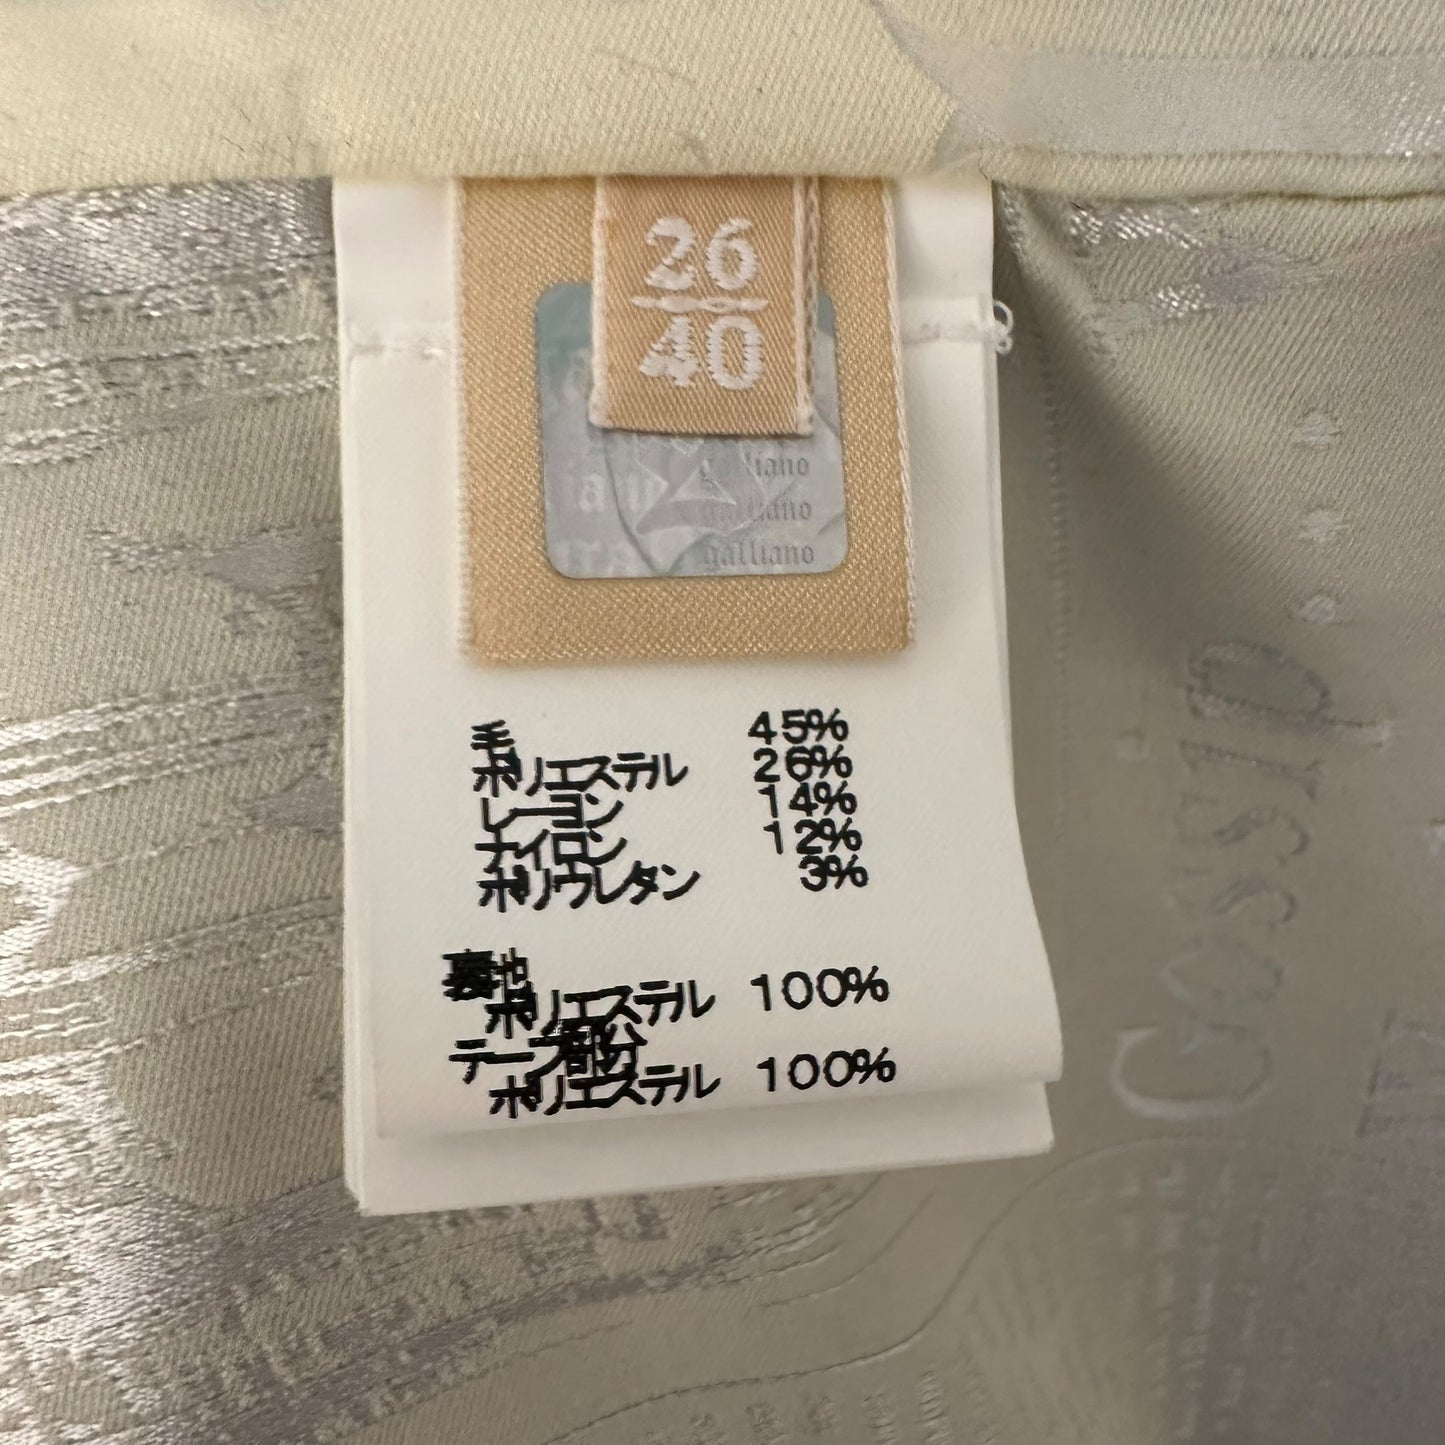 26
40
galliano
galliano
galliano
毛 45%
ポリエステル 26%
レーヨン 14%
ナイロン 12%
ポリウレタン 3%
裏地
ポリエステル 100%
テープ部分
ポリエステル 100%
Gossip